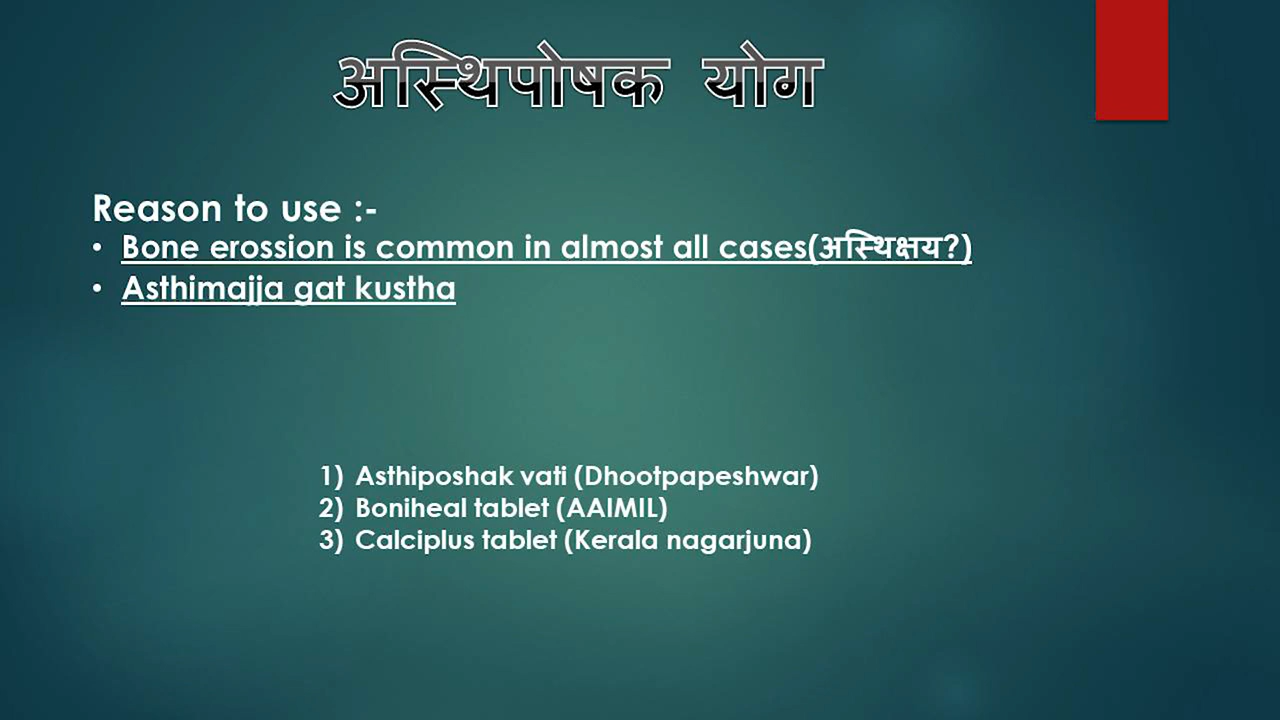 अस्थिपोषक योग
Reason to use :-
• Bone erossion is common in almost all cases(अस्थिक्षय?)
• Asthimajja gat kustha
1) Asthiposhak vati (Dhootpapeshwar)
2) Boniheal tablet (AAIMIL)
3) Calciplus tablet (Kerala nagarjuna)